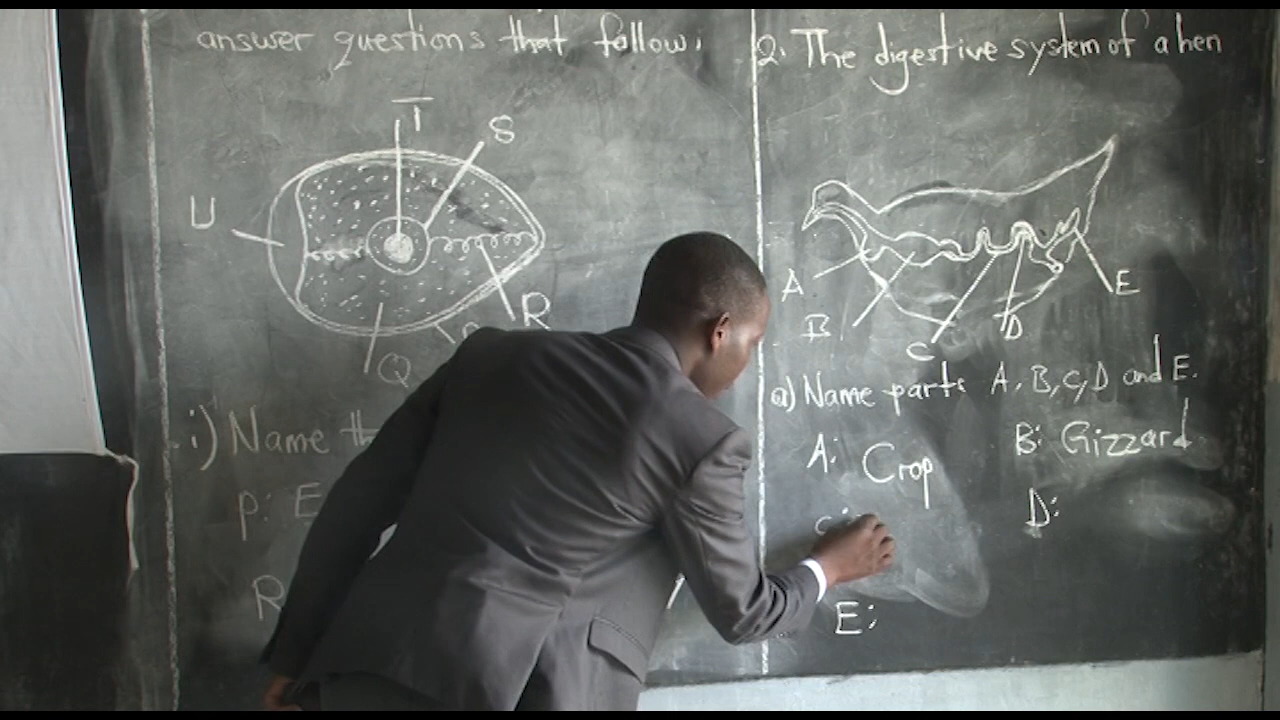 answer questions that follow;
T
S
U
R
Q
i) Name
P: E
R
2. The digestive system of a hen
A
B
C
D
E
a) Name parts A, B, C, D and E.
A: Crop B: Gizzard
C: D:
E: